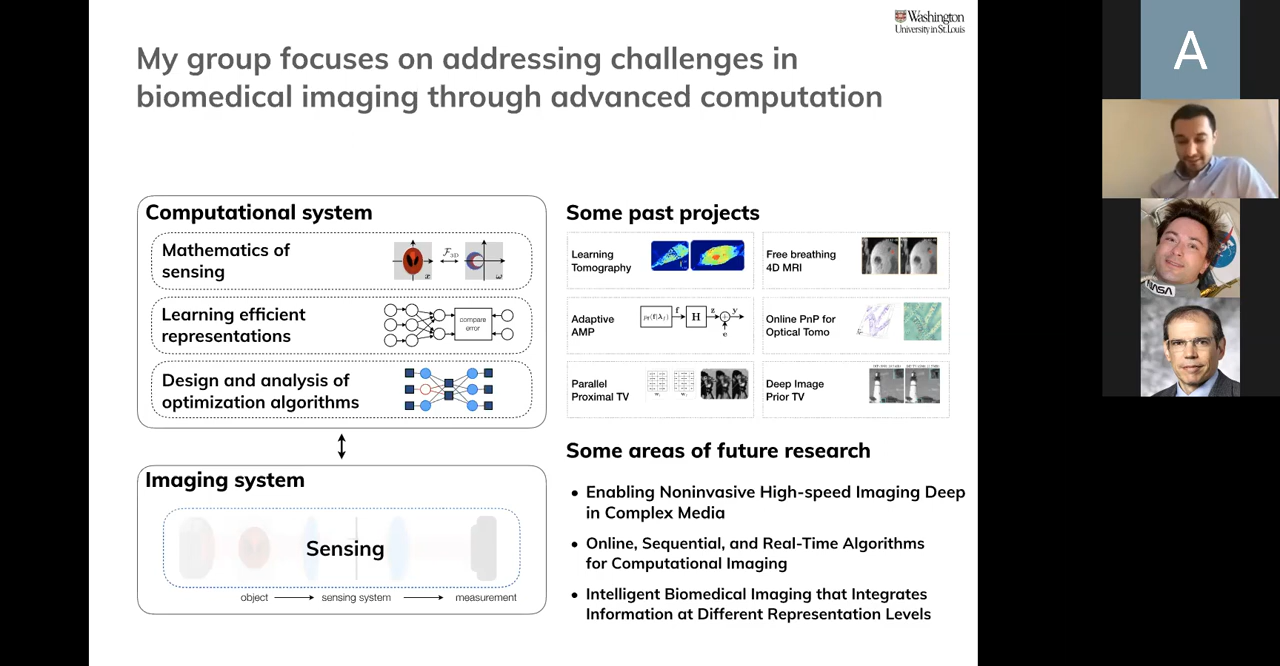 Washington
University in St.Louis
My group focuses on addressing challenges in
biomedical imaging through advanced computation
Computational system
Mathematics of
sensing
x
ω
Learning efficient
representations
compare
error
Design and analysis of
optimization algorithms
Imaging system
Sensing
object
sensing system
measurement
Some past projects
Learning
Tomography
Free breathing
4D MRI
Adaptive
AMP
f
H
z
y
e
Online PnP for
Optical Tomo
Parallel
Proximal TV
Deep Image
Prior TV
Some areas of future research
• Enabling Noninvasive High-speed Imaging Deep
in Complex Media
• Online, Sequential, and Real-Time Algorithms
for Computational Imaging
• Intelligent Biomedical Imaging that Integrates
Information at Different Representation Levels
A
NASA